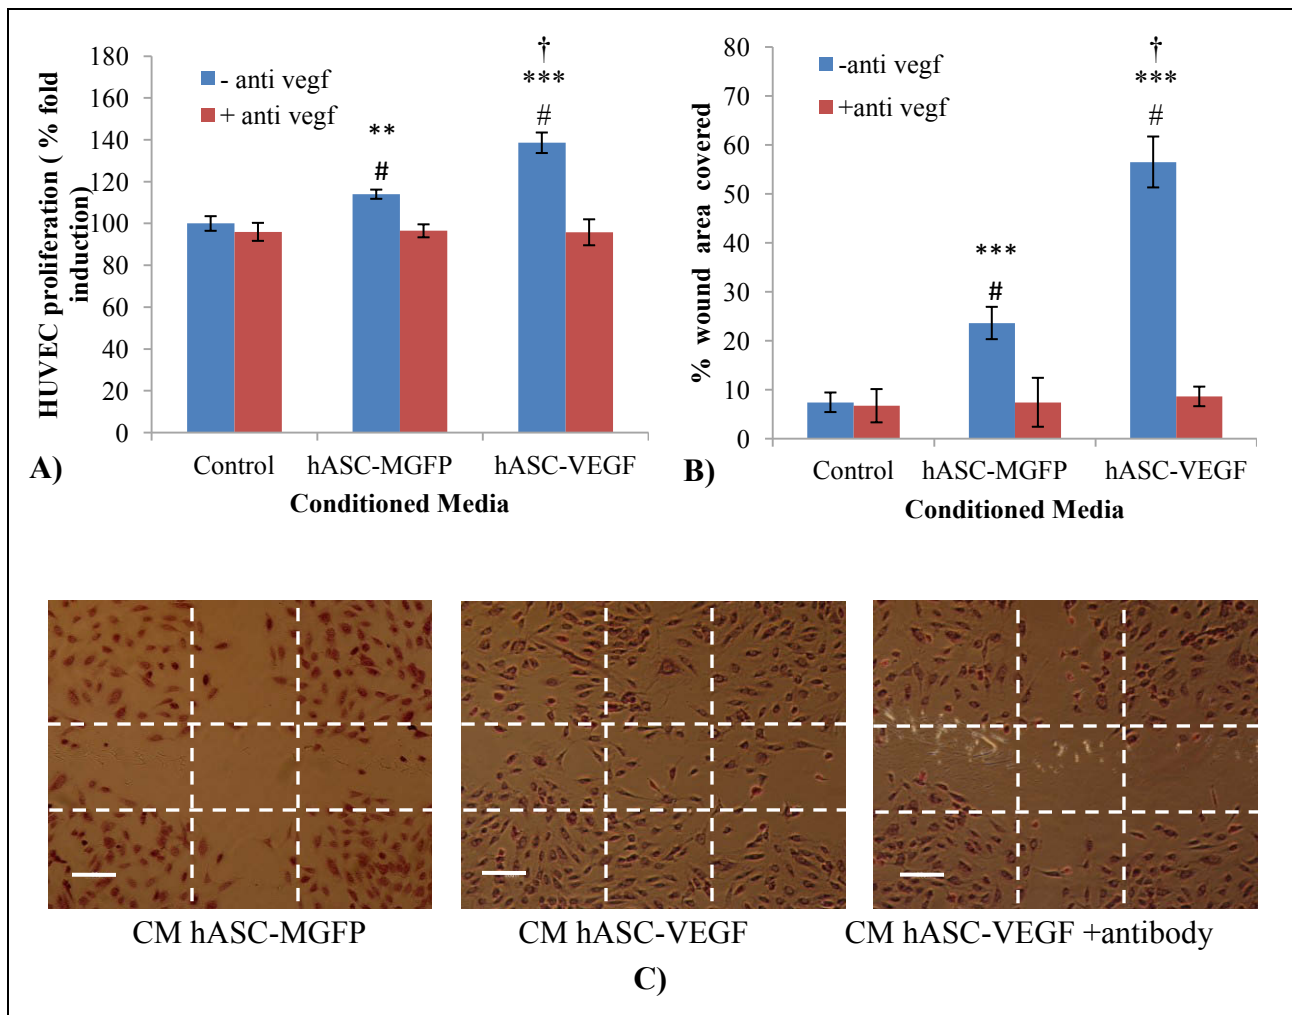 180
160
140
120
100
80
60
40
20
0
HUVEC proliferation ( % fold
induction)
- anti vegf
+ anti vegf
**
#
†
***
#
Control
hASC-MGFP
hASC-VEGF
A)
Conditioned Media
80
70
60
50
40
30
20
10
0
% wound area covered
-anti vegf
+anti vegf
***
#
†
***
#
Control
hASC-MGFP
hASC-VEGF
B)
Conditioned Media
CM hASC-MGFP
CM hASC-VEGF
CM hASC-VEGF +antibody
C)